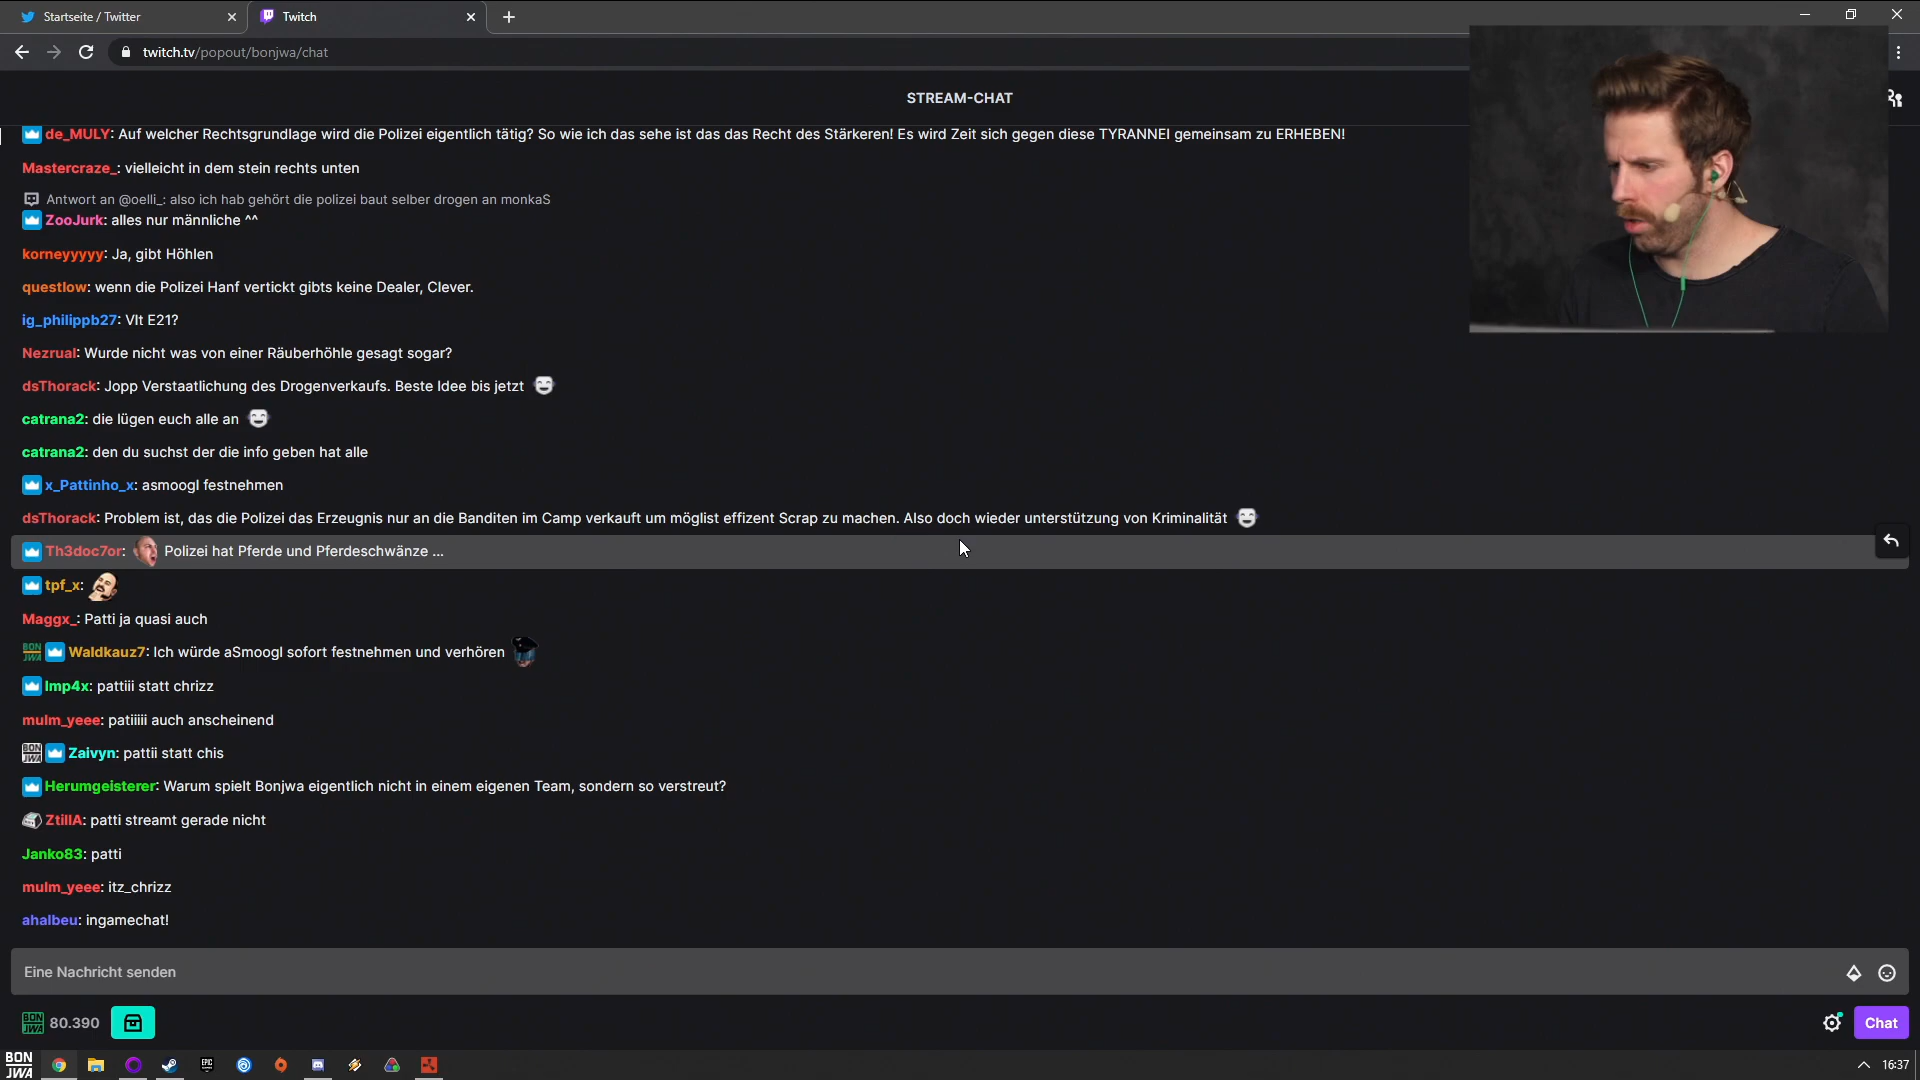 Startseite / Twitter
Twitch
twitch.tv/popout/bonjwa/chat
STREAM-CHAT
de_MULY: Auf welcher Rechtsgrundlage wird die Polizei eigentlich tätig? So wie ich das sehe ist das das Recht des Stärkeren! Es wird Zeit sich gegen diese TYRANNEI gemeinsam zu ERHEBEN!
Mastercraze_: vielleicht in dem stein rechts unten
Antwort an @oelli_: also ich hab gehört die polizei baut selber drogen an monkaS
ZooJurk: alles nur männliche ^^
korneyyyyy: Ja, gibt Höhlen
questlow: wenn die Polizei Hanf vertickt gibts keine Dealer, Clever.
ig_philippb27: Vlt E21?
Nezrual: Wurde nicht was von einer Räuberhöhle gesagt sogar?
dsThorack: Jopp Verstaatlichung des Drogenverkaufs. Beste Idee bis jetzt
catrana2: die lügen euch alle an
catrana2: den du suchst der die info geben hat alle
x_Pattinho_x: asmoogl festnehmen
dsThorack: Problem ist, das die Polizei das Erzeugnis nur an die Banditen im Camp verkauft um möglist effizent Scrap zu machen. Also doch wieder unterstützung von Kriminalität
Th3doc7or: Polizei hat Pferde und Pferdeschwänze ...
tpf_x:
Maggx_: Patti ja quasi auch
BON JWA Waldkauz7: Ich würde aSmoogl sofort festnehmen und verhören
Imp4x: pattiii statt chrizz
mulm_yeee: patiiiii auch anscheinend
BON JWA Zaivyn: pattii statt chis
Herumgeisterer: Warum spielt Bonjwa eigentlich nicht in einem eigenen Team, sondern so verstreut?
ZtillA: patti streamt gerade nicht
Janko83: patti
mulm_yeee: itz_chrizz
ahalbeu: ingamechat!
Eine Nachricht senden
BON JWA 80.390
Chat
BON
JWA
EPIC
16:37